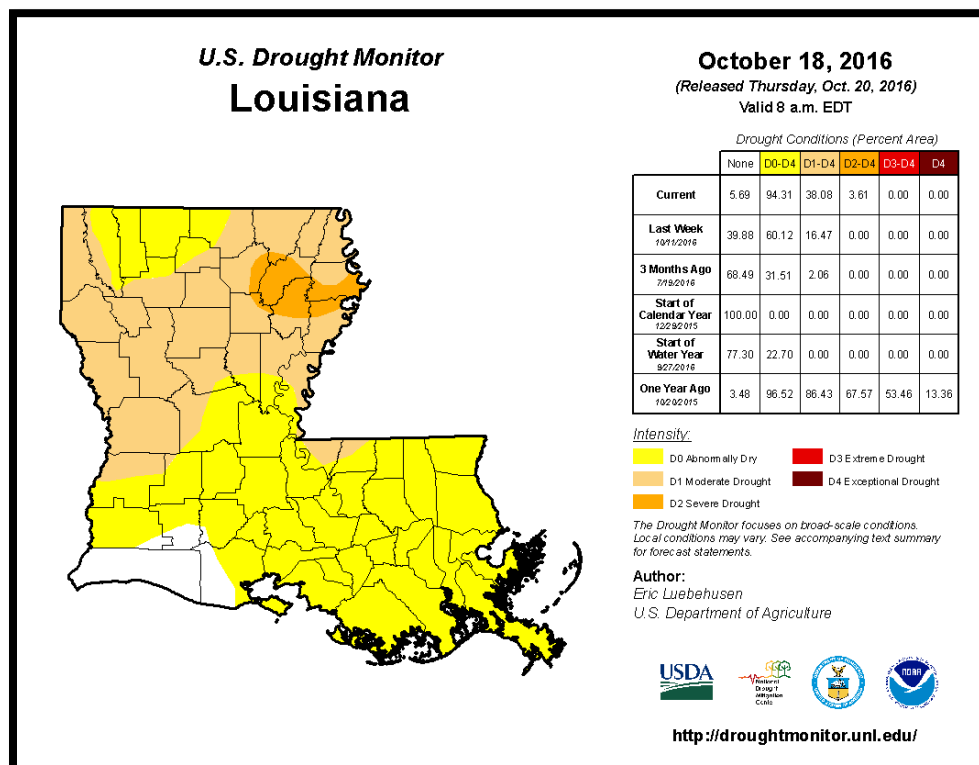 U.S. Drought Monitor
Louisiana
October 18, 2016
(Released Thursday, Oct. 20, 2016)
Valid 8 a.m. EDT
Drought Conditions (Percent Area)
None D0-D4 D1-D4 D2-D4 D3-D4 D4
Current 5.69 94.31 38.08 3.61 0.00 0.00
Last Week
10/11/2016
39.88 60.12 16.47 0.00 0.00 0.00
3 Months Ago
7/19/2016
68.49 31.51 2.06 0.00 0.00 0.00
Start of
Calendar Year
12/29/2015
100.00 0.00 0.00 0.00 0.00 0.00
Start of
Water Year
9/27/2016
77.30 22.70 0.00 0.00 0.00 0.00
One Year Ago
10/20/2015
3.48 96.52 86.43 67.57 53.46 13.36
Intensity:
D0 Abnormally Dry
D1 Moderate Drought
D2 Severe Drought
D3 Extreme Drought
D4 Exceptional Drought
The Drought Monitor focuses on broad-scale conditions.
Local conditions may vary. See accompanying text summary
for forecast statements.
Author:
Eric Luebehusen
U.S. Department of Agriculture
USDA
National
Drought
Mitigation
Center
NOAA
http://droughtmonitor.unl.edu/